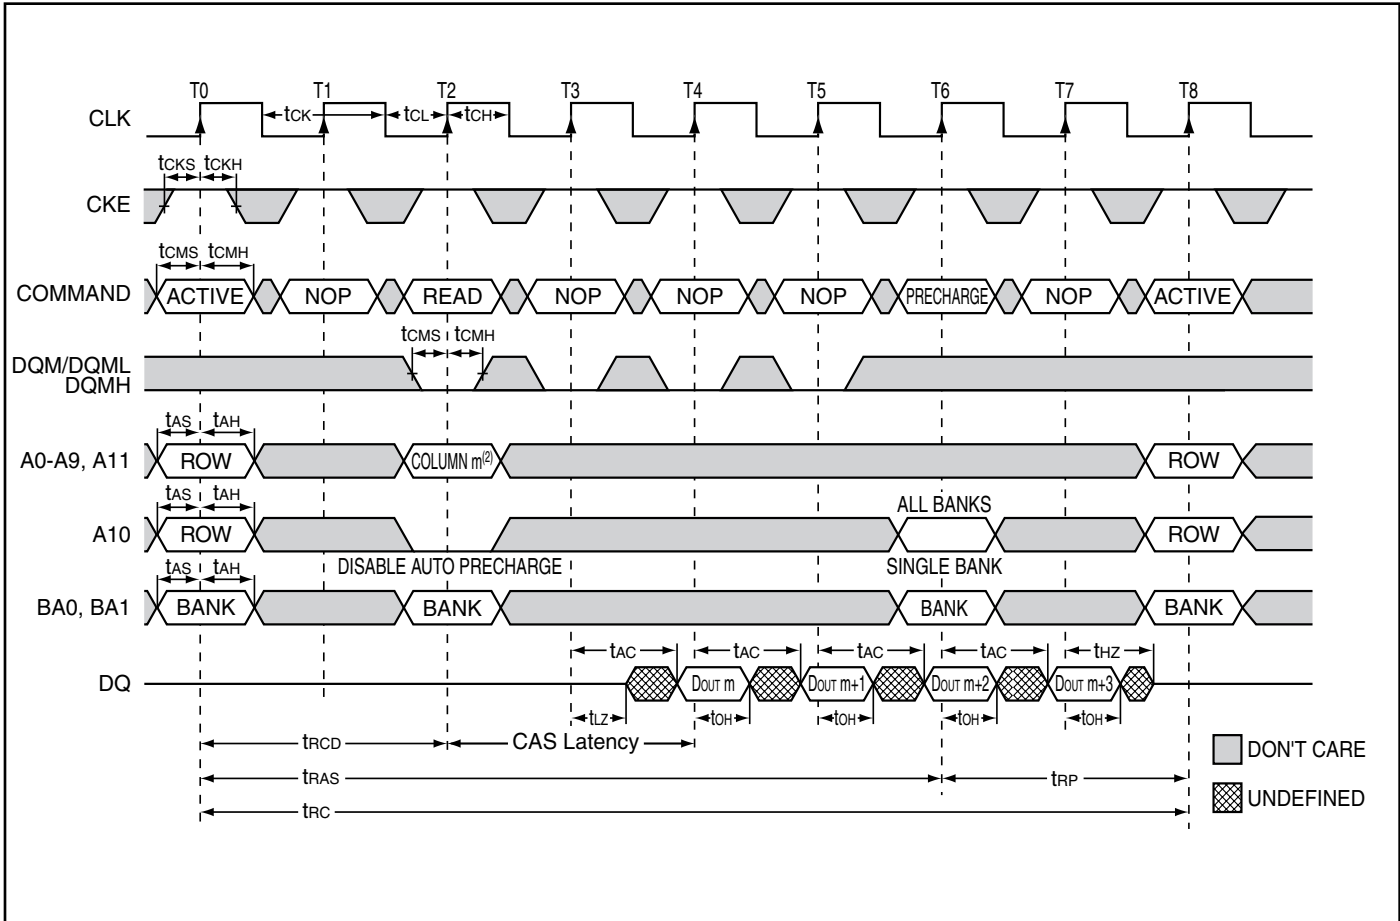 T0 T1 T2 T3 T4 T5 T6 T7 T8
CLK tCK tCL tCH
tCKS tCKH
CKE
tCMS tCMH
COMMAND ACTIVE NOP READ NOP NOP NOP PRECHARGE NOP ACTIVE
tCMS tCMH
DQM/DQML
DQMH
tAS tAH
A0-A9, A11 ROW COLUMN m(2) ROW
tAS tAH
ALL BANKS
A10 ROW ROW
DISABLE AUTO PRECHARGE SINGLE BANK
tAS tAH
BA0, BA1 BANK BANK BANK BANK
tAC tAC tAC tAC tHZ
DQ DOUT m DOUT m+1 DOUT m+2 DOUT m+3
tLZ tOH tOH tOH tOH
tRCD CAS Latency
DON'T CARE
tRAS tRP
UNDEFINED
tRC